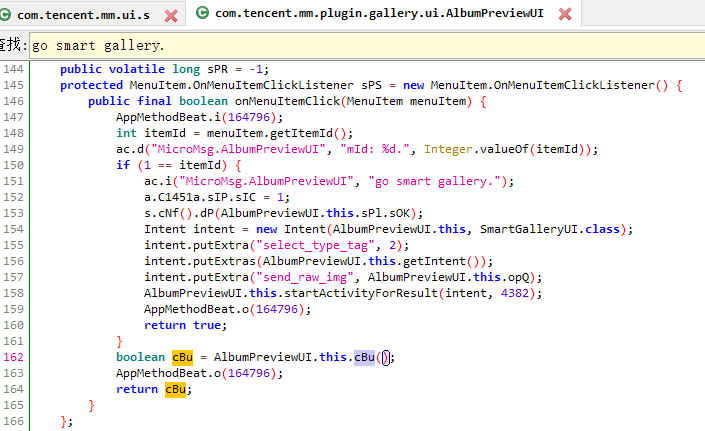 com.tencent.mm.ui.s com.tencent.mm.plugin.gallery.ui.AlbumPreviewUI
查找: go smart gallery.
144 public volatile long sPR = -1;
145 protected MenuItem.OnMenuItemClickListener sPS = new MenuItem.OnMenuItemClickListener() {
146 public final boolean onMenuItemClick(MenuItem menuItem) {
147 AppMethodBeat.i(164796);
148 int itemId = menuItem.getItemId();
149 ac.d("MicroMsg.AlbumPreviewUI", "mId: %d.", Integer.valueOf(itemId));
150 if (1 == itemId) {
151 ac.i("MicroMsg.AlbumPreviewUI", "go smart gallery.");
152 a.C1451a.sIP.sIC = 1;
153 s.cNf().dP(AlbumPreviewUI.this.sPl.sOK);
154 Intent intent = new Intent(AlbumPreviewUI.this, SmartGalleryUI.class);
155 intent.putExtra("select_type_tag", 2);
156 intent.putExtras(AlbumPreviewUI.this.getIntent());
157 intent.putExtra("send_raw_img", AlbumPreviewUI.this.opQ);
158 AlbumPreviewUI.this.startActivityForResult(intent, 4382);
159 AppMethodBeat.o(164796);
160 return true;
161 }
162 boolean cBu = AlbumPreviewUI.this.cBu();
163 AppMethodBeat.o(164796);
164 return cBu;
165 }
166 };